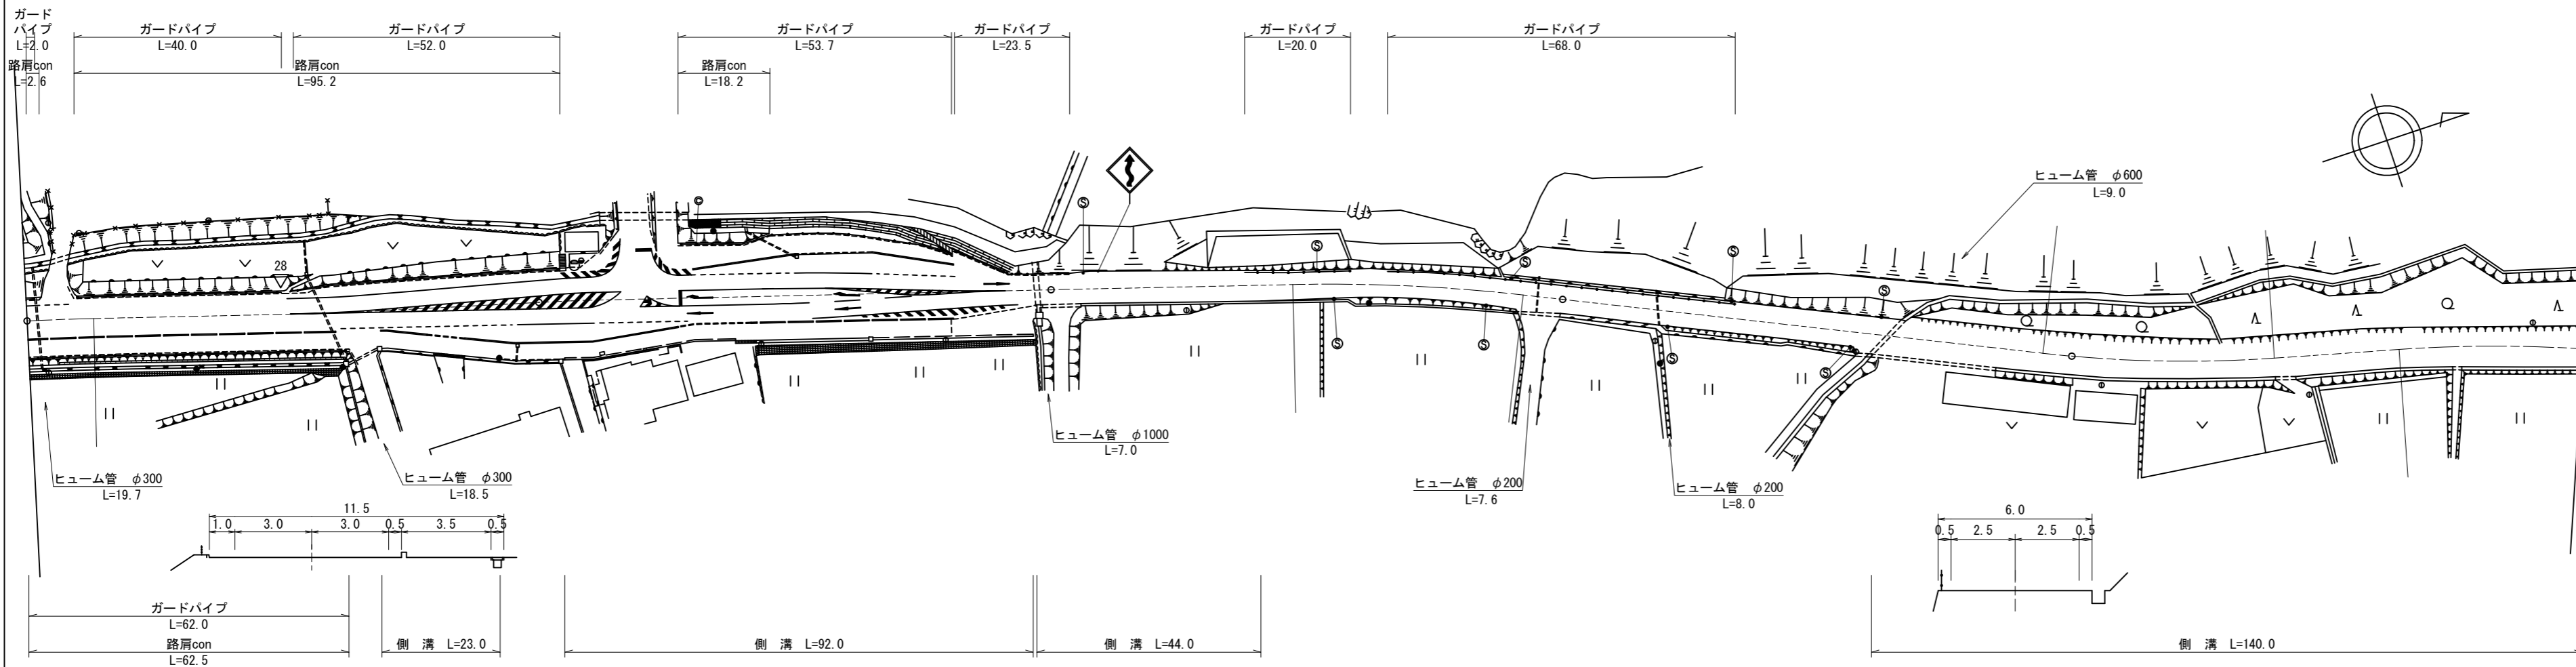 ガード
パイプ
L=2.0
路肩con
L=2.6
ガードパイプ
L=40.0
ガードパイプ
L=52.0
路肩con
L=95.2
ガードパイプ
L=53.7
路肩con
L=18.2
ガードパイプ
L=23.5
ガードパイプ
L=20.0
ガードパイプ
L=68.0
ヒューム管 φ600
L=9.0
28
ヒューム管 φ300
L=19.7
ヒューム管 φ300
L=18.5
ヒューム管 φ1000
L=7.0
ヒューム管 φ200
L=7.6
ヒューム管 φ200
L=8.0
11.5
1.0 3.0 3.0 0.5 3.5 0.5
6.0
0.5 2.5 2.5 0.5
ガードパイプ
L=62.0
路肩con
L=62.5
側 溝 L=23.0
側 溝 L=92.0
側 溝 L=44.0
側 溝 L=140.0